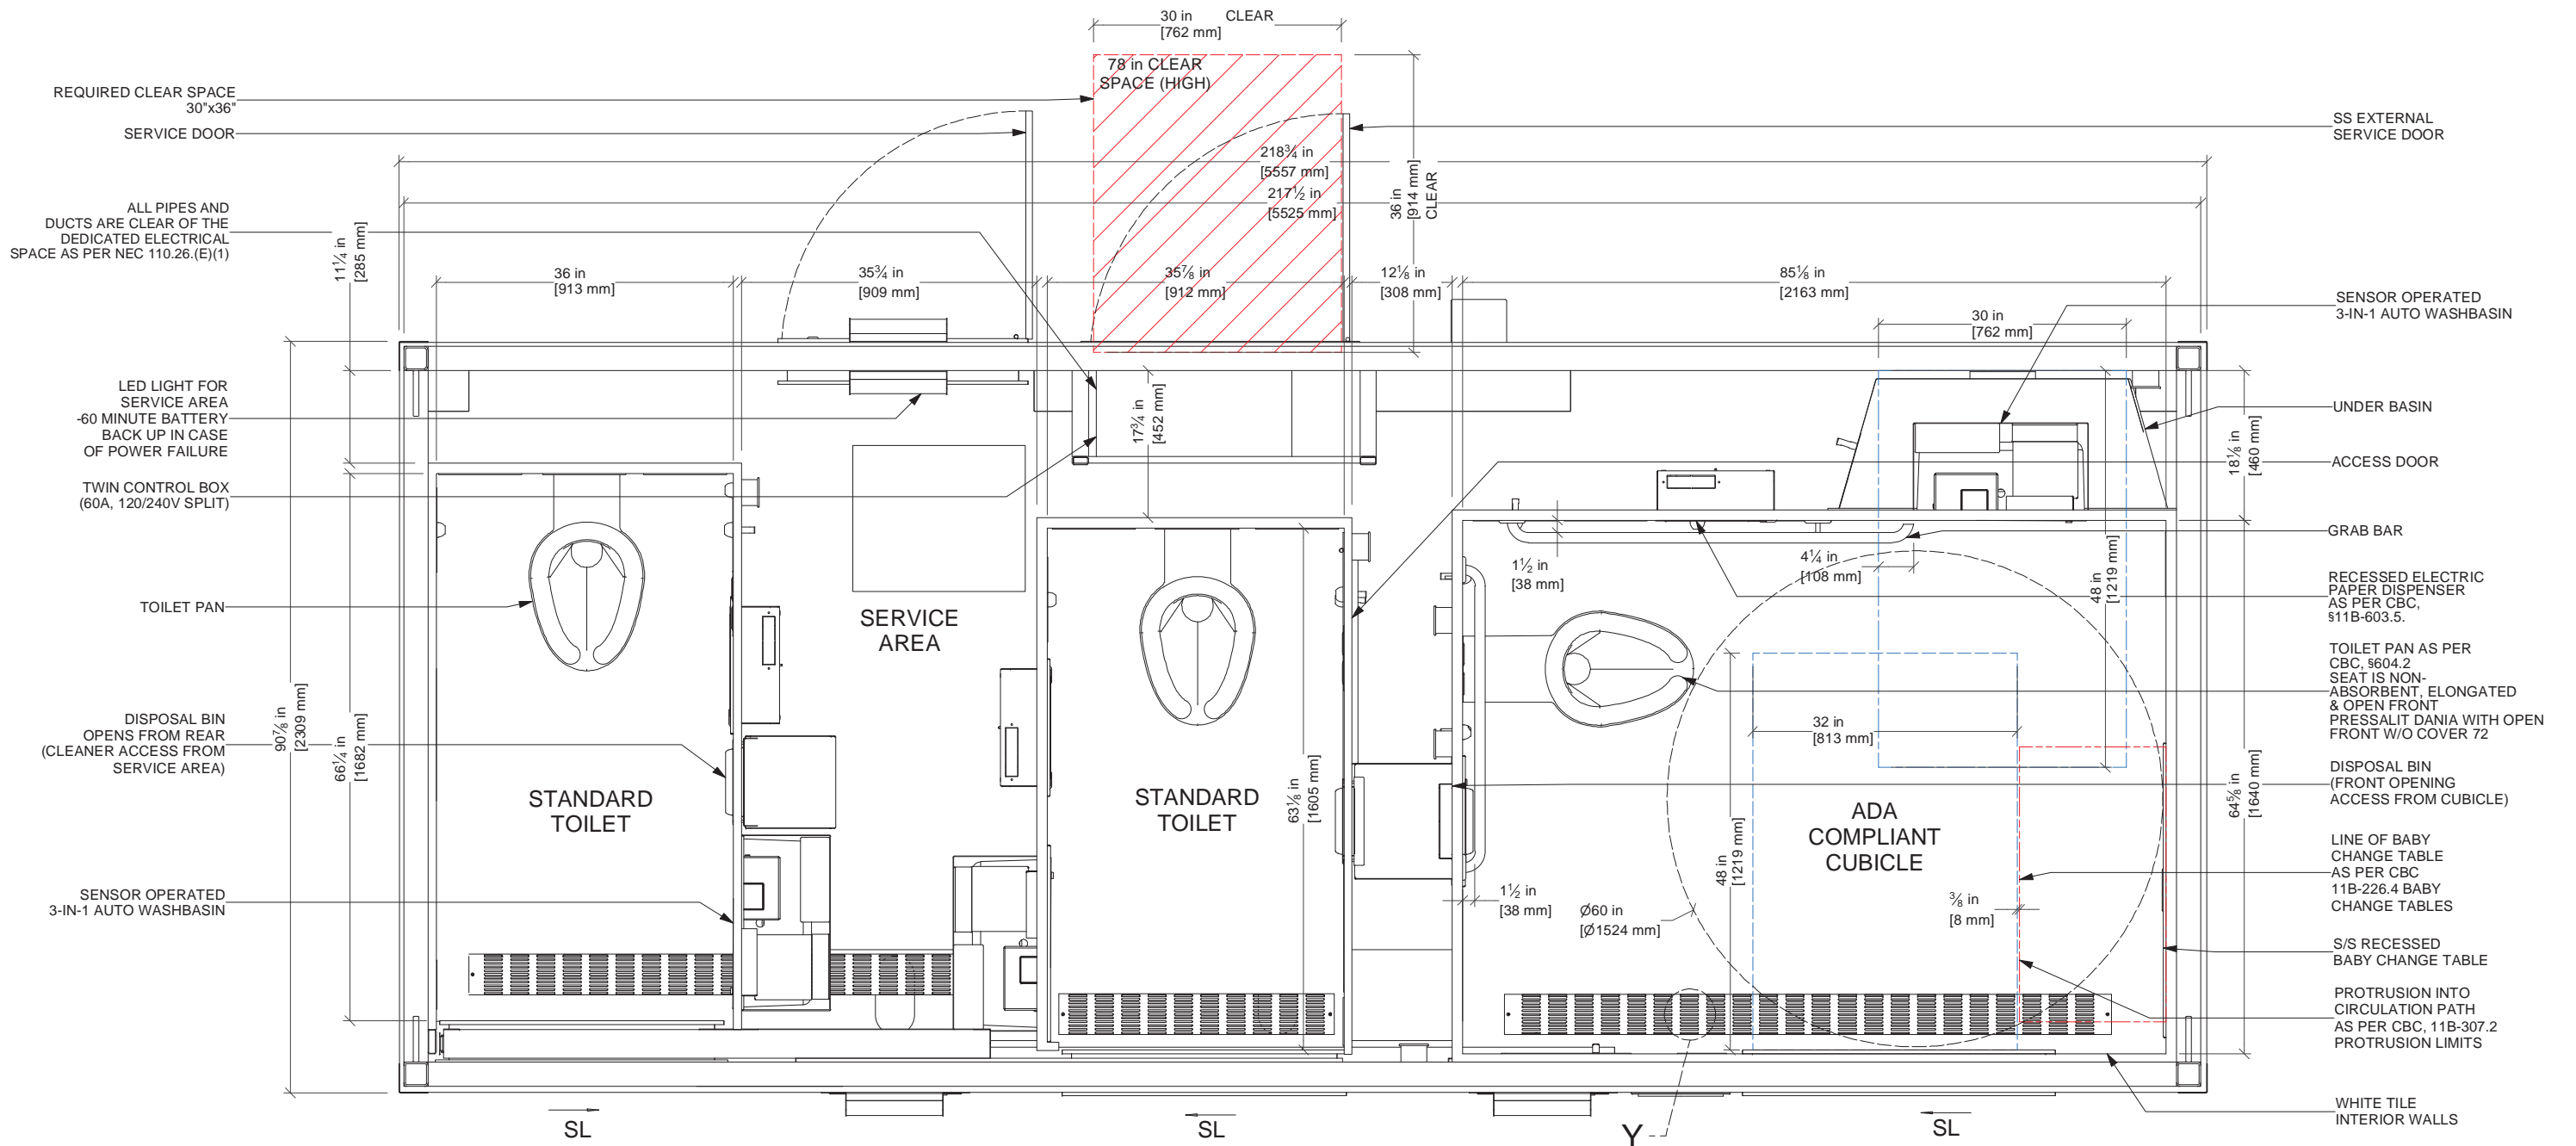 30 in CLEAR
[762 mm]
78 in CLEAR
SPACE (HIGH)
REQUIRED CLEAR SPACE
30"x36"
SERVICE DOOR
SS EXTERNAL
SERVICE DOOR
218¾ in
[5557 mm]
217½ in
[5525 mm]
36 in
[914 mm]
CLEAR
ALL PIPES AND
DUCTS ARE CLEAR OF THE
DEDICATED ELECTRICAL
SPACE AS PER NEC 110.26.(E)(1)
11¼ in
[285 mm]
36 in
[913 mm]
35¾ in
[909 mm]
35⅞ in
[912 mm]
12⅛ in
[308 mm]
85⅛ in
[2163 mm]
30 in
[762 mm]
SENSOR OPERATED
3-IN-1 AUTO WASHBASIN
LED LIGHT FOR
SERVICE AREA
-60 MINUTE BATTERY
BACK UP IN CASE
OF POWER FAILURE
17¾ in
[452 mm]
UNDER BASIN
18⅛ in
[460 mm]
ACCESS DOOR
TWIN CONTROL BOX
(60A, 120/240V SPLIT)
GRAB BAR
1½ in
[38 mm]
4¼ in
[108 mm]
48 in
[1219 mm]
RECESSED ELECTRIC
PAPER DISPENSER
AS PER CBC,
§11B-603.5.
TOILET PAN
SERVICE
AREA
TOILET PAN AS PER
CBC, §604.2
SEAT IS NON-
ABSORBENT, ELONGATED
& OPEN FRONT
PRESSALIT DANIA WITH OPEN
FRONT W/O COVER 72
32 in
[813 mm]
90⅞ in
[2309 mm]
66¼ in
[1682 mm]
DISPOSAL BIN
OPENS FROM REAR
(CLEANER ACCESS FROM
SERVICE AREA)
STANDARD
TOILET
STANDARD
TOILET
63⅛ in
[1605 mm]
ADA
COMPLIANT
CUBICLE
48 in
[1219 mm]
64⅝ in
[1640 mm]
DISPOSAL BIN
(FRONT OPENING
ACCESS FROM CUBICLE)
LINE OF BABY
CHANGE TABLE
AS PER CBC
11B-226.4 BABY
CHANGE TABLES
SENSOR OPERATED
3-IN-1 AUTO WASHBASIN
1½ in
[38 mm]
Ø60 in
[Ø1524 mm]
⅜ in
[8 mm]
S/S RECESSED
BABY CHANGE TABLE
PROTRUSION INTO
CIRCULATION PATH
AS PER CBC, 11B-307.2
PROTRUSION LIMITS
WHITE TILE
INTERIOR WALLS
SL
SL
Y
SL